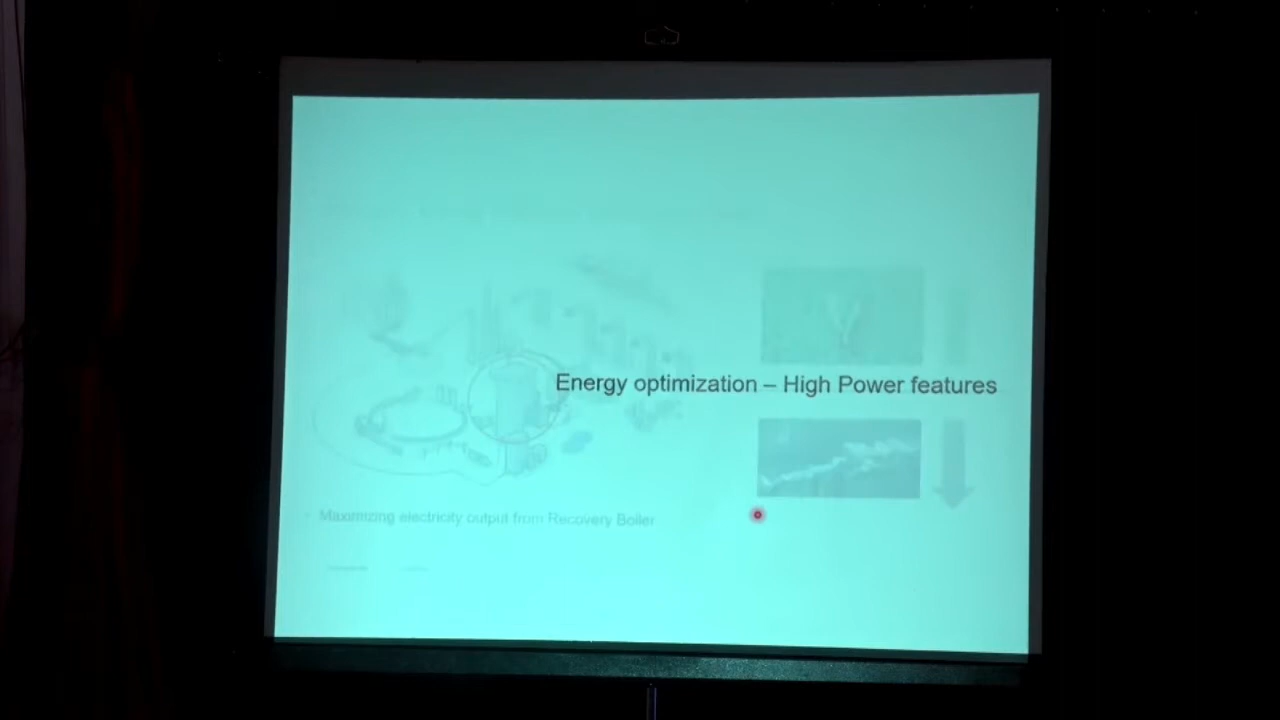 Energy optimization – High Power features
Maximizing electricity output from Recovery Boiler